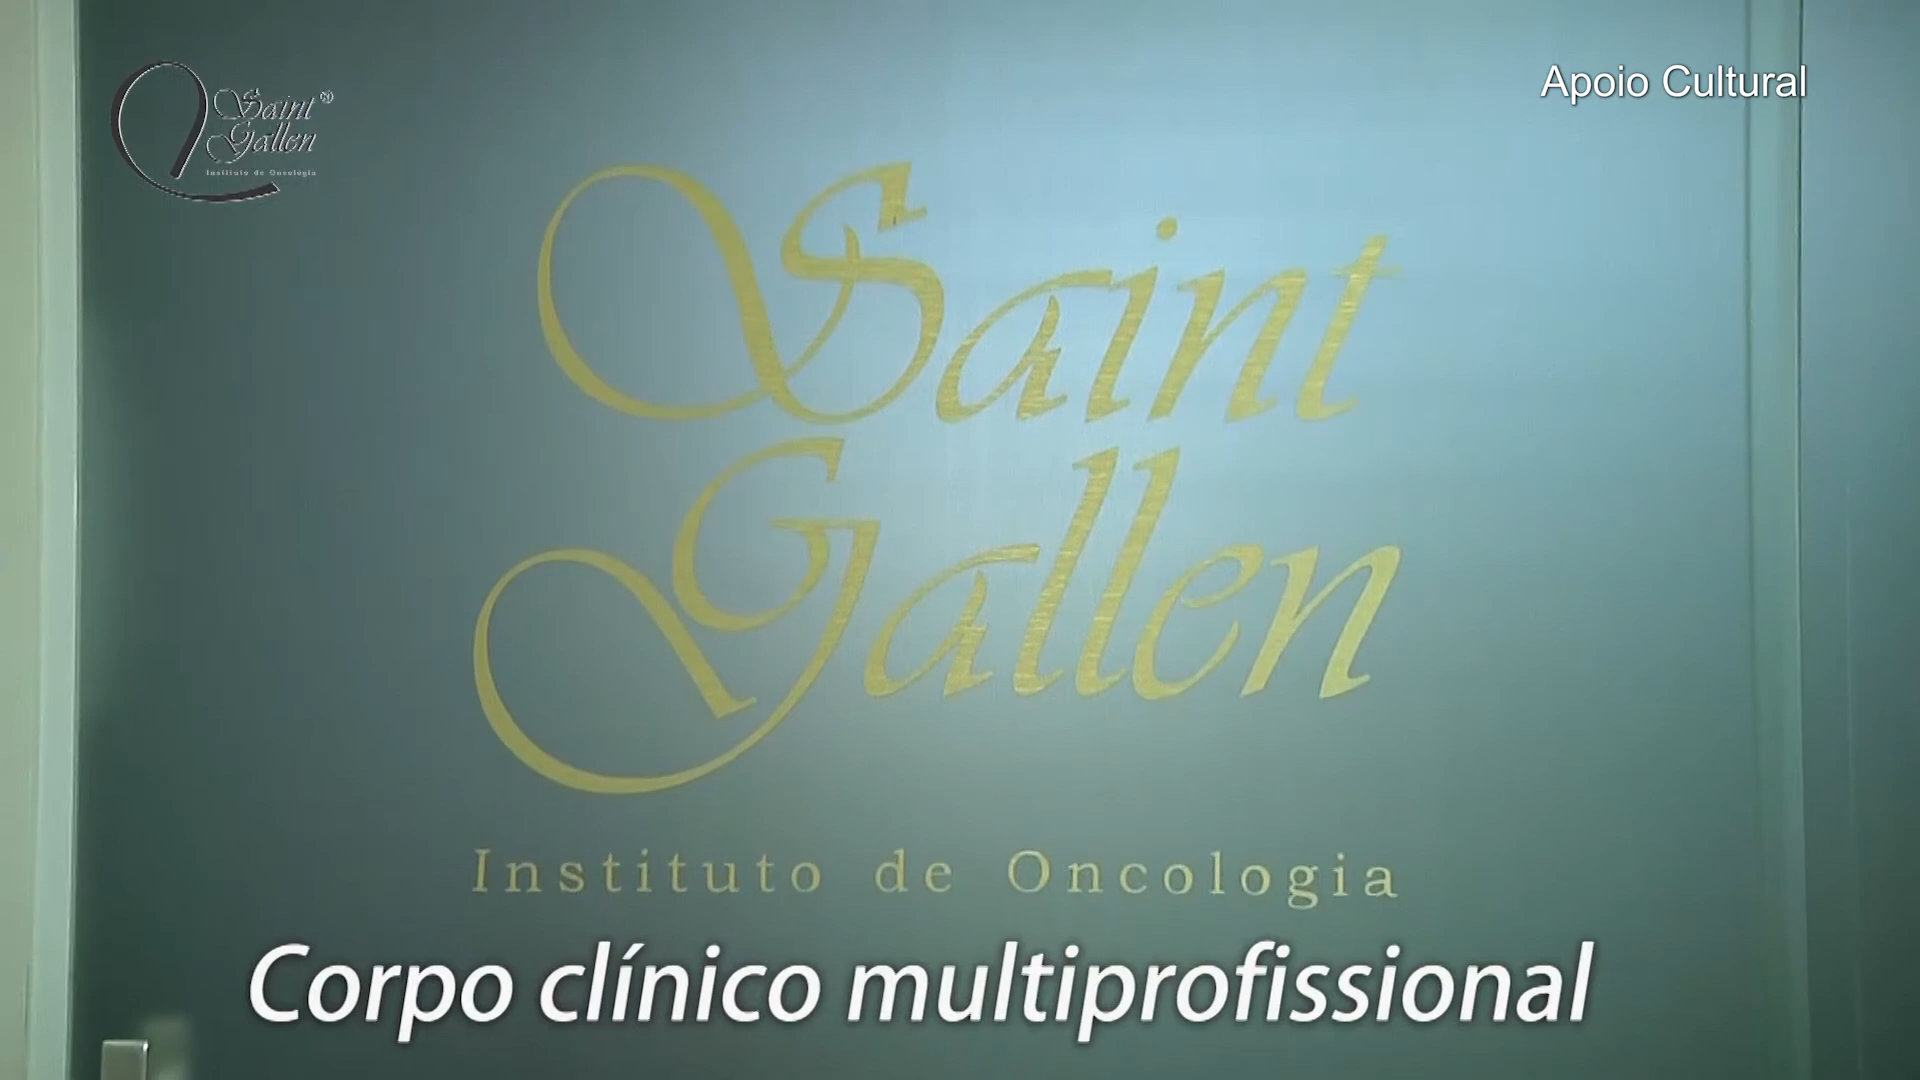 Saint®
Gallen
Instituto de Oncologia
Apoio Cultural
Saint
Gallen
Instituto de Oncologia
Corpo clínico multiprofissional